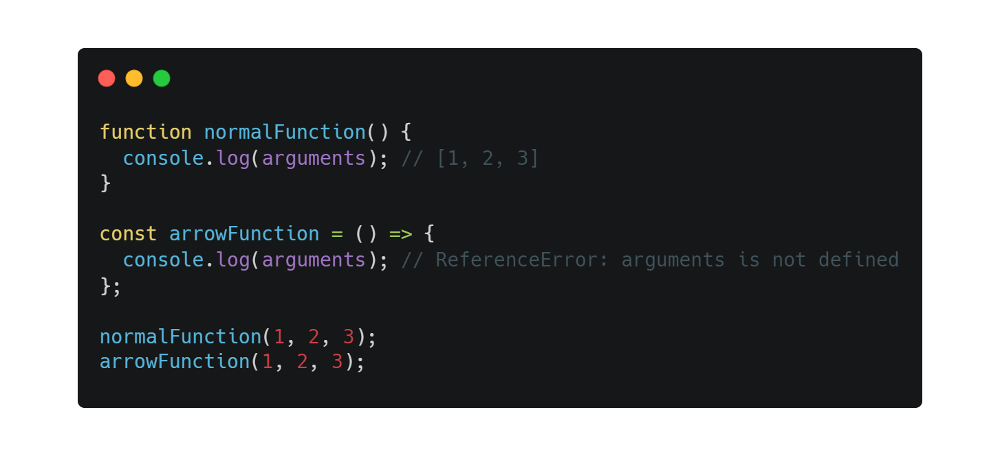 function normalFunction() {
  console.log(arguments); // [1, 2, 3]
}
const arrowFunction = () => {
  console.log(arguments); // ReferenceError: arguments is not defined
};
normalFunction(1, 2, 3);
arrowFunction(1, 2, 3);